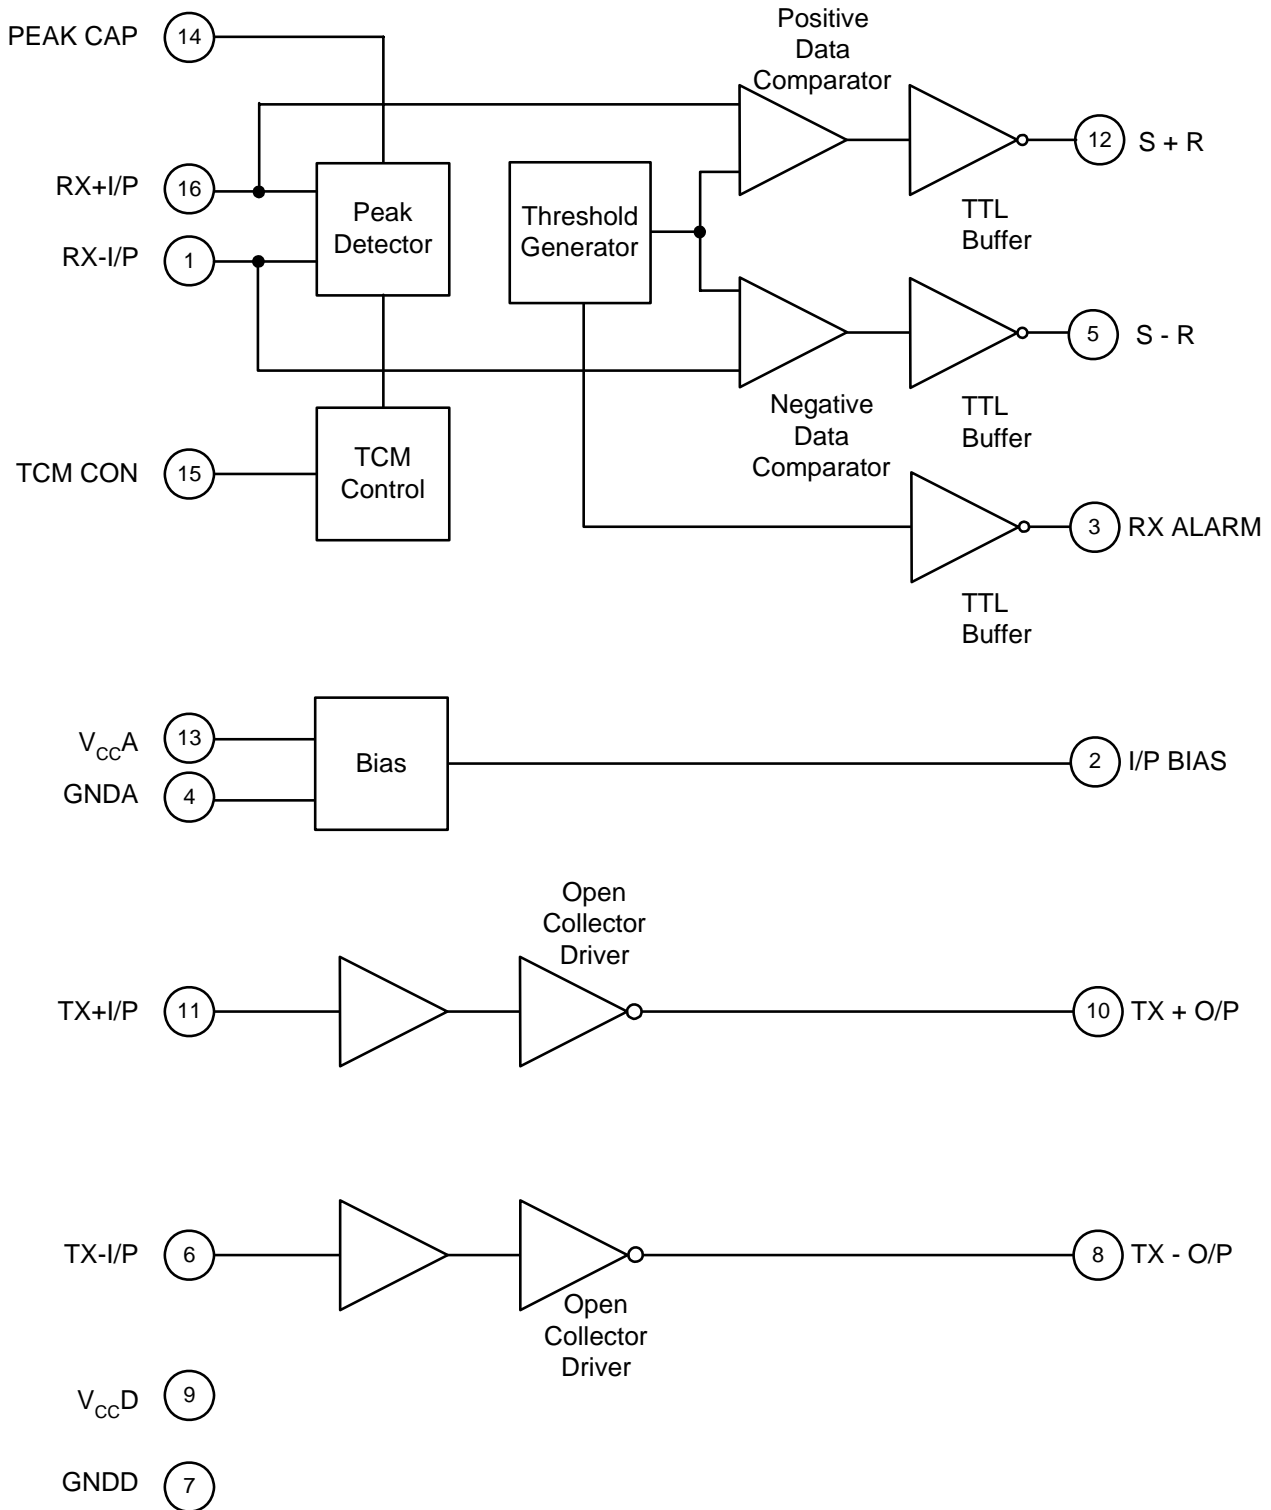 Positive
Data
Comparator
PEAK CAP 14
RX+I/P 16
RX-I/P 1
Peak
Detector
Threshold
Generator
12 S + R
TTL
Buffer
5 S - R
TTL
Buffer
Negative
Data
Comparator
TCM CON 15
TCM
Control
3 RX ALARM
TTL
Buffer
VCCA 13
GNDA 4
Bias
2 I/P BIAS
Open
Collector
Driver
TX+I/P 11
10 TX + O/P
TX-I/P 6
8 TX - O/P
Open
Collector
Driver
VCCD 9
GNDD 7